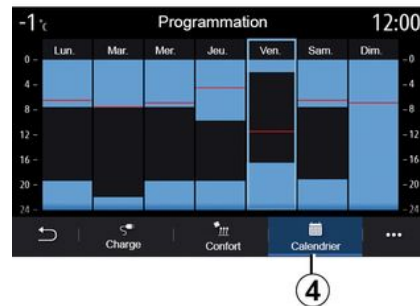 -1°C Programmation 12:00
Lun. Mar. Mer. Jeu. Ven. Sam. Dim.
0 - - 0
4 - - 4
8 - - 8
12 - - 12
16 - - 16
20 - - 20
24 - - 24
Charge Confort Calendrier
4